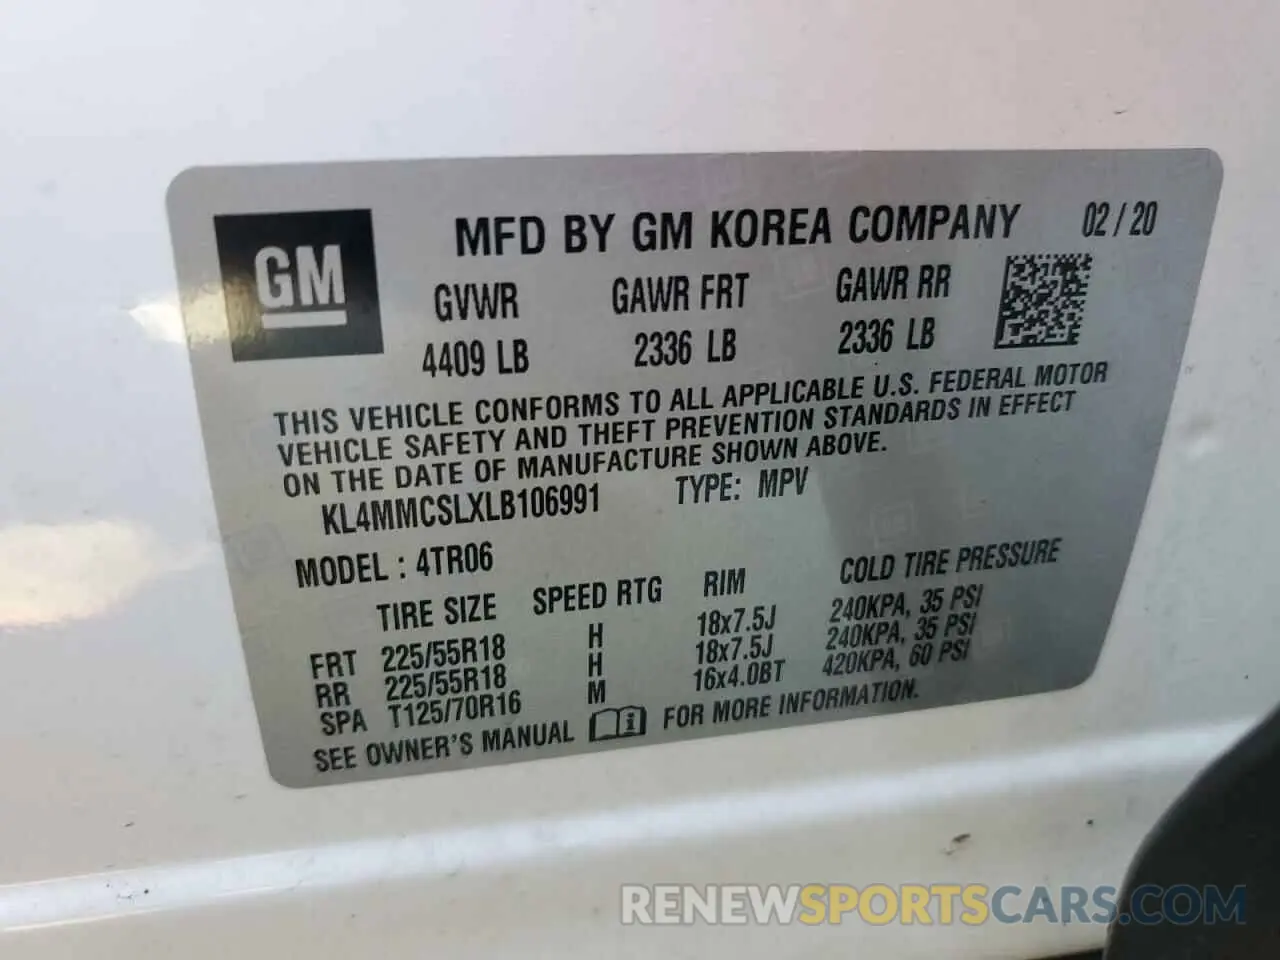 GM
MFD BY GM KOREA COMPANY 02/20
GVWR GAWR FRT GAWR RR
4409 LB 2336 LB 2336 LB
THIS VEHICLE CONFORMS TO ALL APPLICABLE U.S. FEDERAL MOTOR
VEHICLE SAFETY AND THEFT PREVENTION STANDARDS IN EFFECT
ON THE DATE OF MANUFACTURE SHOWN ABOVE.
KL4MMCSLXLB106991 TYPE: MPV
MODEL : 4TR06
TIRE SIZE SPEED RTG RIM COLD TIRE PRESSURE
FRT 225/55R18 H 18x7.5J 240KPA, 35 PSI
RR 225/55R18 H 18x7.5J 240KPA, 35 PSI
SPA T125/70R16 M 16x4.0BT 420KPA, 60 PSI
SEE OWNER'S MANUAL FOR MORE INFORMATION.
RENEWSPORTSCARS.COM